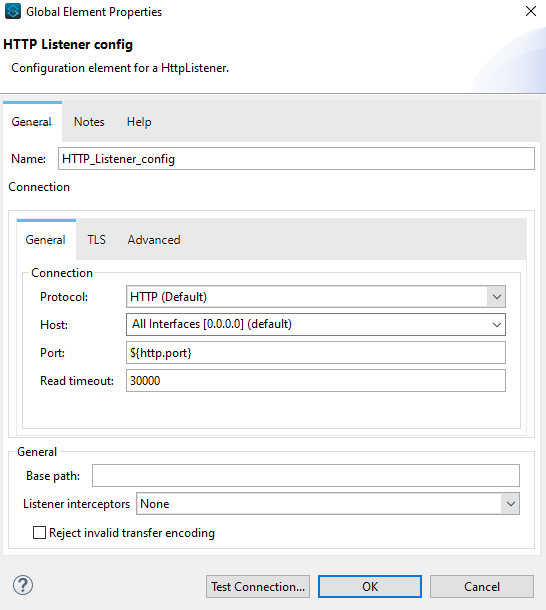 Global Element Properties
HTTP Listener config
Configuration element for a HttpListener.
General Notes Help
Name: HTTP_Listener_config
Connection
General TLS Advanced
Connection
Protocol: HTTP (Default)
Host: All Interfaces [0.0.0.0] (default)
Port: ${http.port}
Read timeout: 30000
General
Base path:
Listener interceptors None
Reject invalid transfer encoding
? Test Connection... OK Cancel